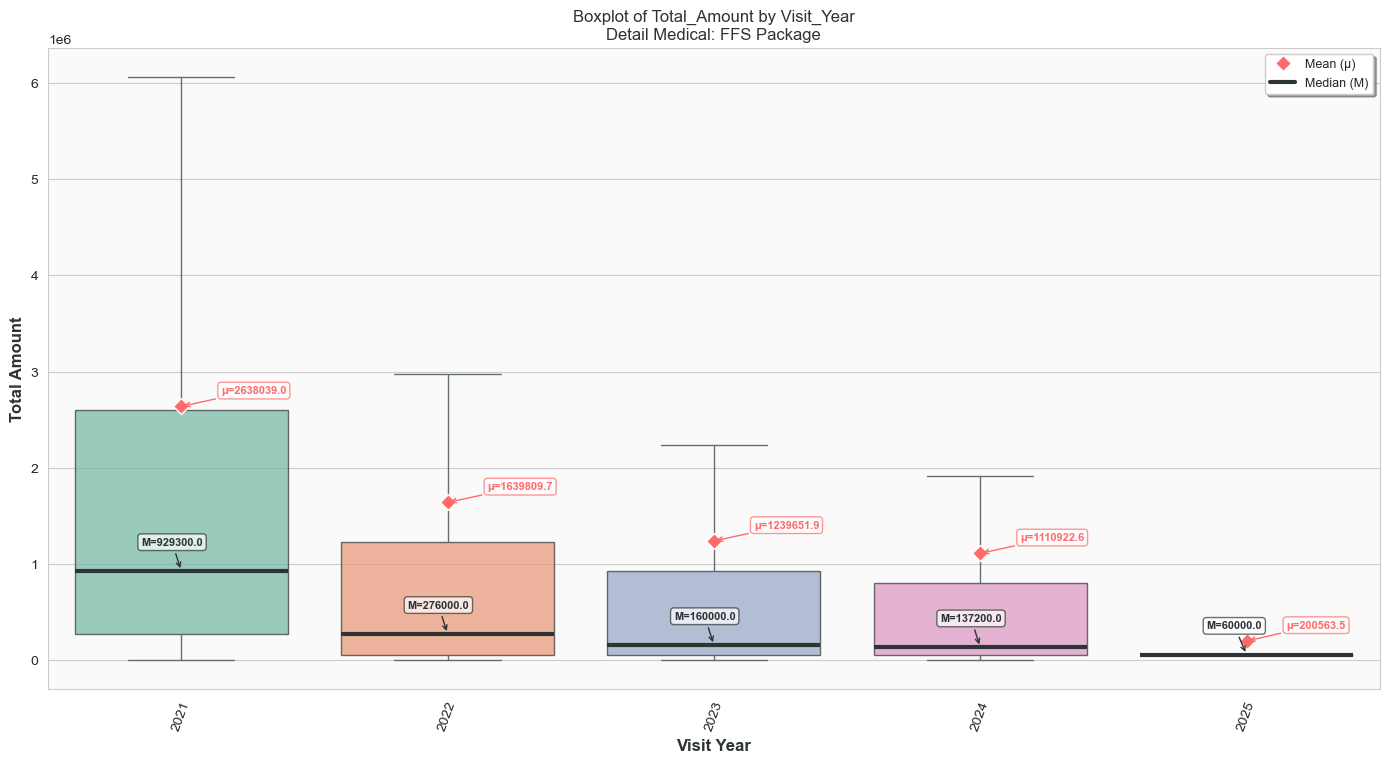 Boxplot of Total_Amount by Visit_Year
Detail Medical: FFS Package
1e6
Mean (μ)
Median (M)
6
5
4
3
2
1
0
Total Amount
μ=2638039.0
M=929300.0
μ=1639809.7
M=276000.0
μ=1239651.9
M=160000.0
μ=1110922.6
M=137200.0
μ=200563.5
M=60000.0
2021
2022
2023
2024
2025
Visit Year